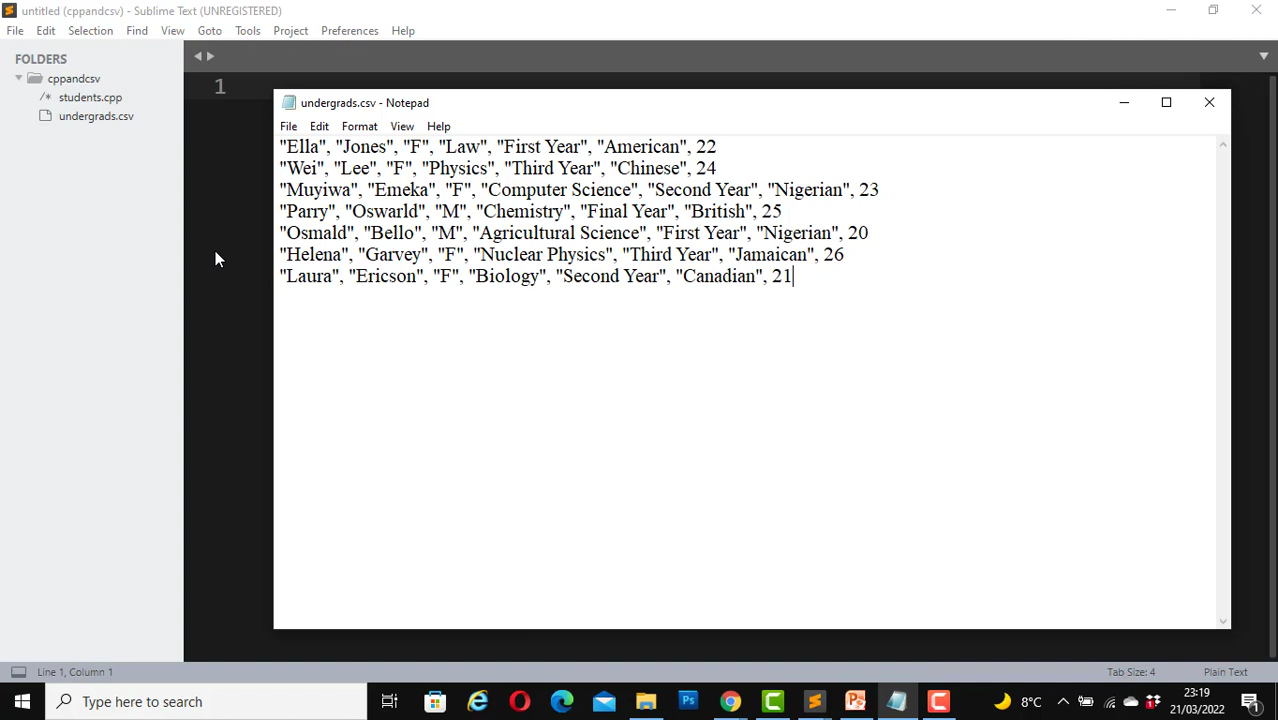 untitled (cppandcsv) - Sublime Text (UNREGISTERED)
File Edit Selection Find View Goto Tools Project Preferences Help
FOLDERS
cppandcsv
students.cpp
undergrads.csv
1
undergrads.csv - Notepad
File Edit Format View Help
"Ella", "Jones", "F", "Law", "First Year", "American", 22
"Wei", "Lee", "F", "Physics", "Third Year", "Chinese", 24
"Muyiwa", "Emeka", "F", "Computer Science", "Second Year", "Nigerian", 23
"Parry", "Oswarld", "M", "Chemistry", "Final Year", "British", 25
"Osmald", "Bello", "M", "Agricultural Science", "First Year", "Nigerian", 20
"Helena", "Garvey", "F", "Nuclear Physics", "Third Year", "Jamaican", 26
"Laura", "Ericson", "F", "Biology", "Second Year", "Canadian", 21
Line 1, Column 1
Tab Size: 4 Plain Text
Type here to search
8°C
23:19
21/03/2022